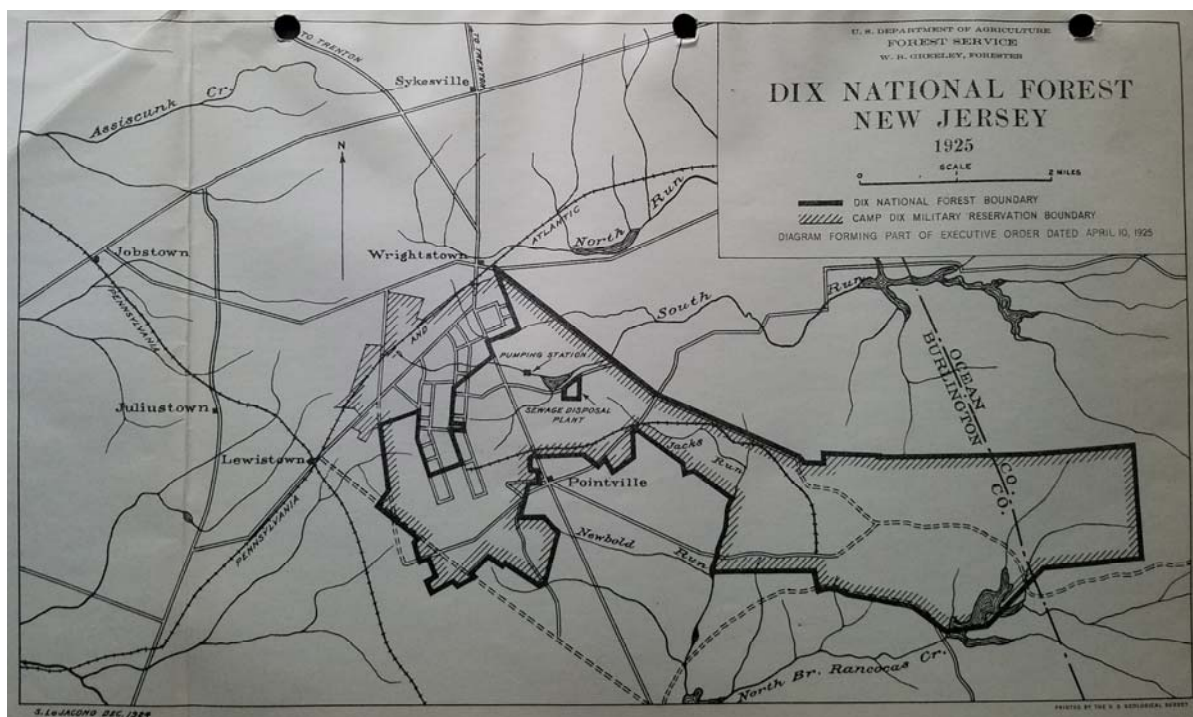 U. S. DEPARTMENT OF AGRICULTURE
FOREST SERVICE
W. B. GREELEY, FORESTER
DIX NATIONAL FOREST
NEW JERSEY
1925
SCALE
0 2 MILES
DIX NATIONAL FOREST BOUNDARY
CAMP DIX MILITARY RESERVATION BOUNDARY
DIAGRAM FORMING PART OF EXECUTIVE ORDER DATED APRIL 10, 1925
TO TRENTON
TO TRENTON
Sykesville
Assiscunk Cr.
N
ATLANTIC
North Run
Wrightstown
Jobstown
PENNSYLVANIA
AND
South Run
PUMPING STATION
SEWAGE DISPOSAL
PLANT
OCEAN CO.
BURLINGTON CO.
Juliustown
Lewistown
Jacks Run
Pointville
PENNSYLVANIA
Newbold Run
North Br. Rancocas Cr.
S. LoJACONO DEC. 1924
PRINTED BY THE U. S. GEOLOGICAL SURVEY